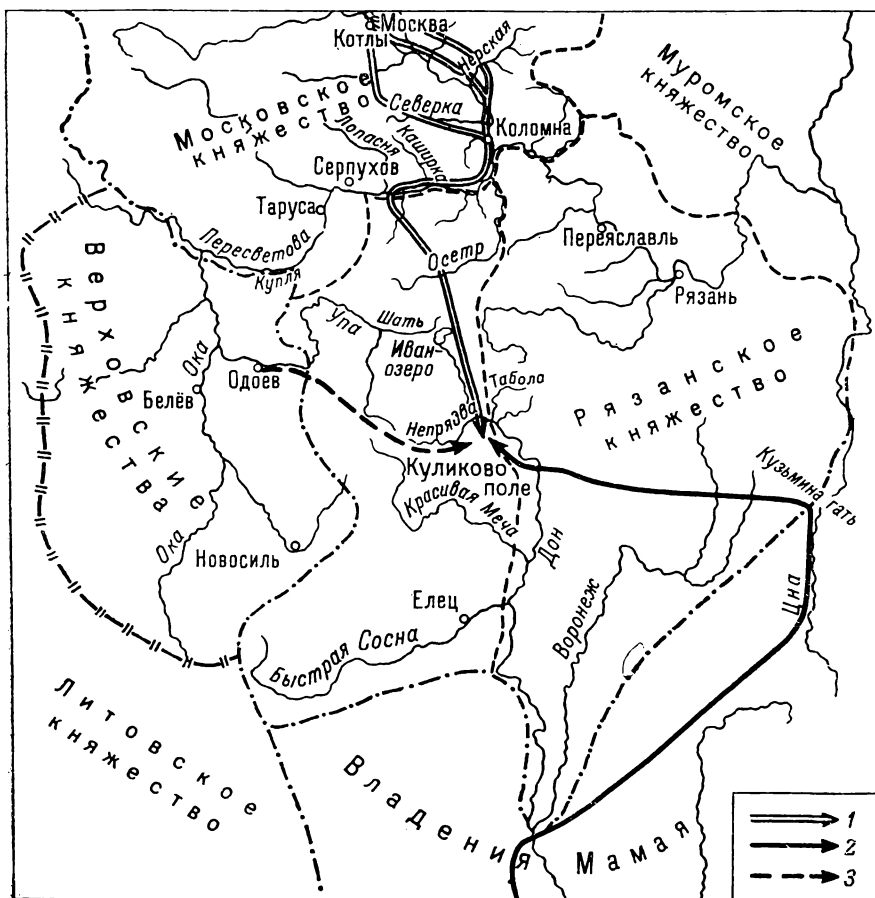 Москва
Котлы
Нерская
Муромское
княжество
Московское
княжество
Северка
Лопасня
Каширка
Коломна
Серпухов
Таруса
Пересветова
Купля
Осетр
Переяславль
Рязань
Верховские
княжества
Упа
Шать
Иван-
озеро
Табола
Рязанское
княжество
Ока
Белёв
Одоев
Непрядва
Куликово
поле
Красивая Меча
Кузьмина гать
Ока
Новосиль
Дон
Елец
Воронеж
Цна
Быстрая Сосна
Литовское
княжество
Владения Мамая
1
2
3